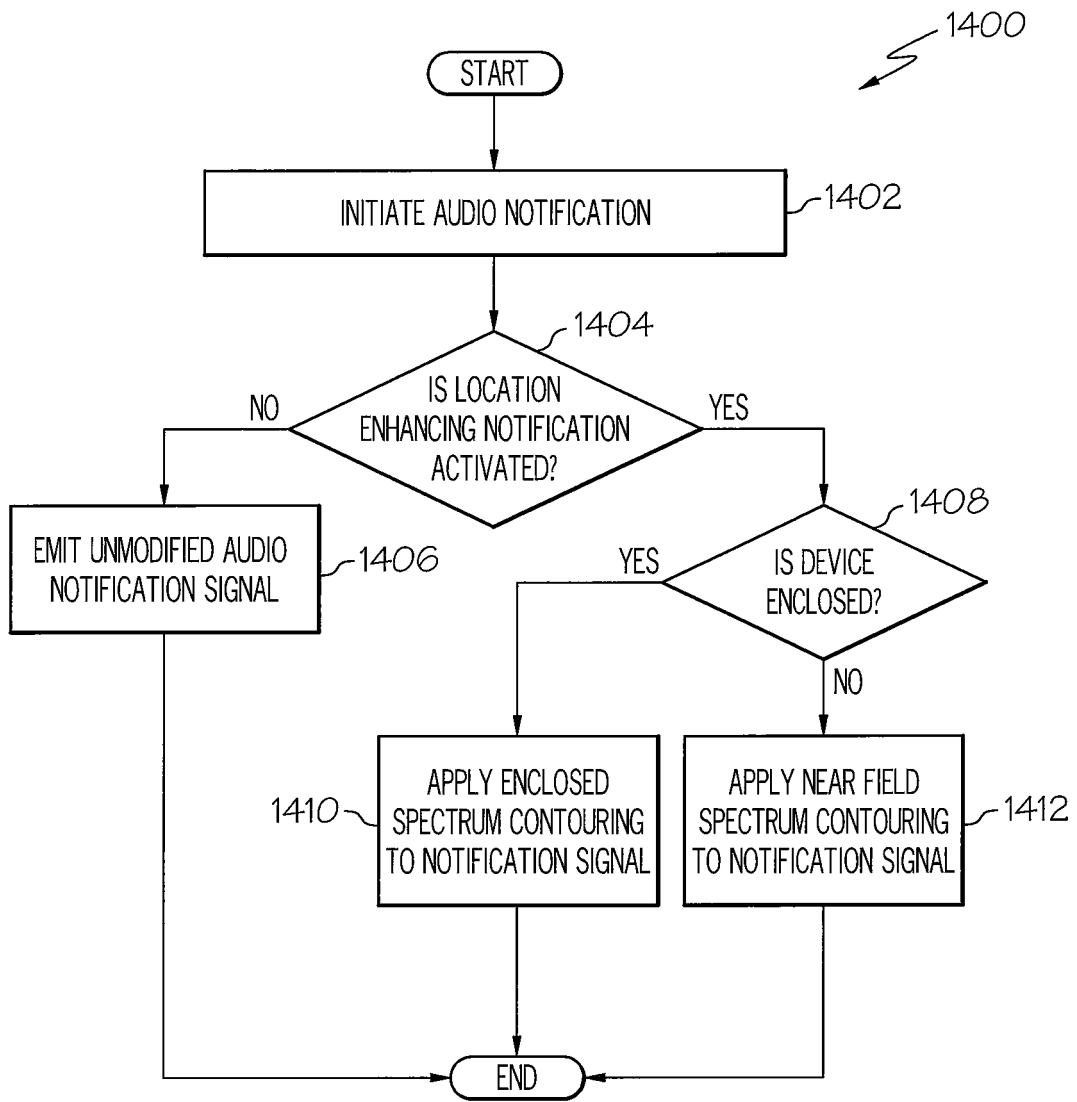 1400
START
INITIATE AUDIO NOTIFICATION
1402
1404
IS LOCATION
ENHANCING NOTIFICATION
ACTIVATED?
NO
YES
EMIT UNMODIFIED AUDIO
NOTIFICATION SIGNAL
1406
1408
IS DEVICE
ENCLOSED?
YES
NO
1410
APPLY ENCLOSED
SPECTRUM CONTOURING
TO NOTIFICATION SIGNAL
APPLY NEAR FIELD
SPECTRUM CONTOURING
TO NOTIFICATION SIGNAL
1412
END